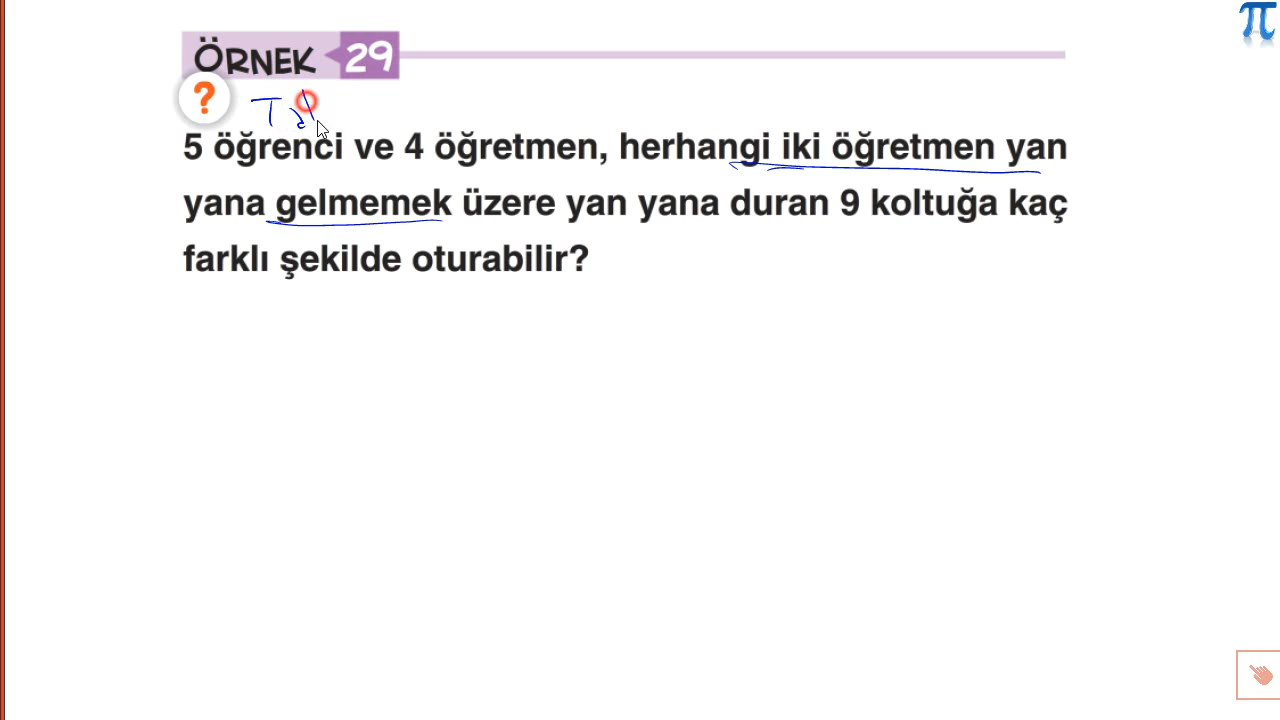 ÖRNEK 29
?
5 öğrenci ve 4 öğretmen, herhangi iki öğretmen yan
yana gelmemek üzere yan yana duran 9 koltuğa kaç
farklı şekilde oturabilir?
π